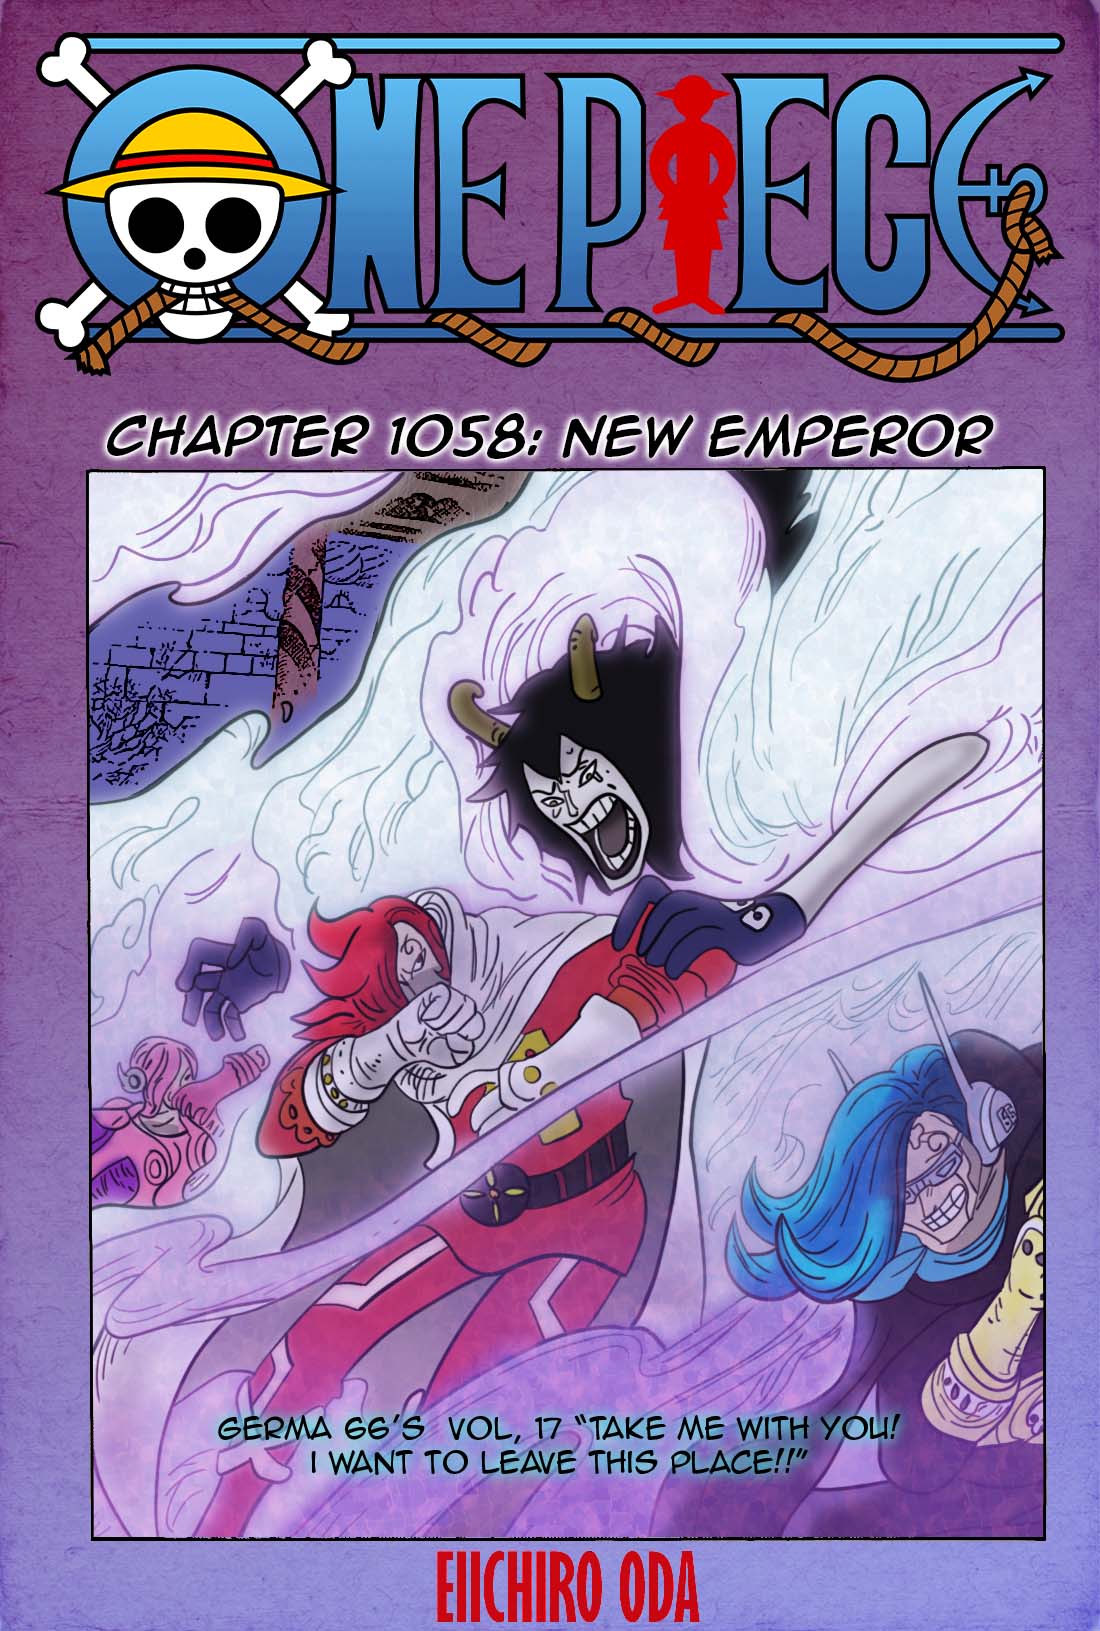 ONE PIECE
CHAPTER 1058: NEW EMPEROR
66
GERMA 66'S VOL, 17 "TAKE ME WITH YOU!
I WANT TO LEAVE THIS PLACE!!"
EIICHIRO ODA